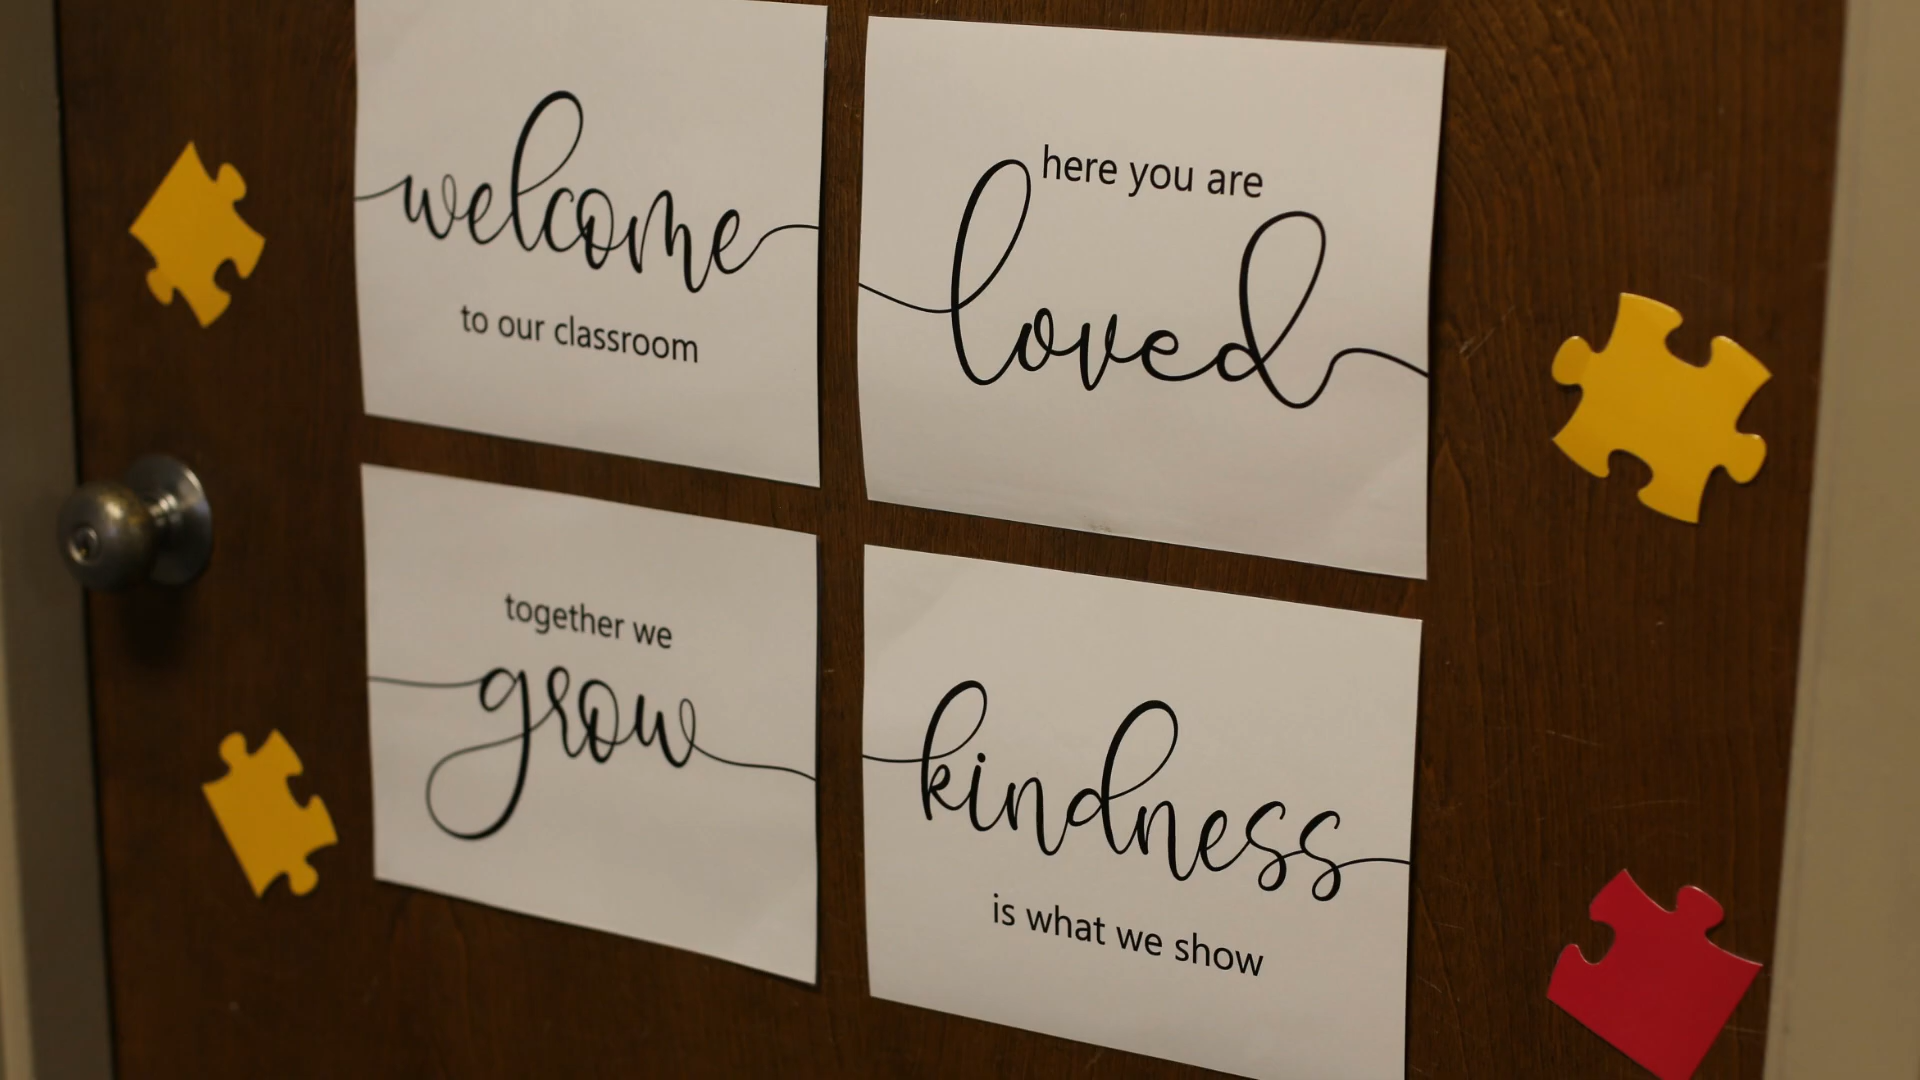 welcome
to our classroom
here you are
loved
together we
grow
kindness
is what we show